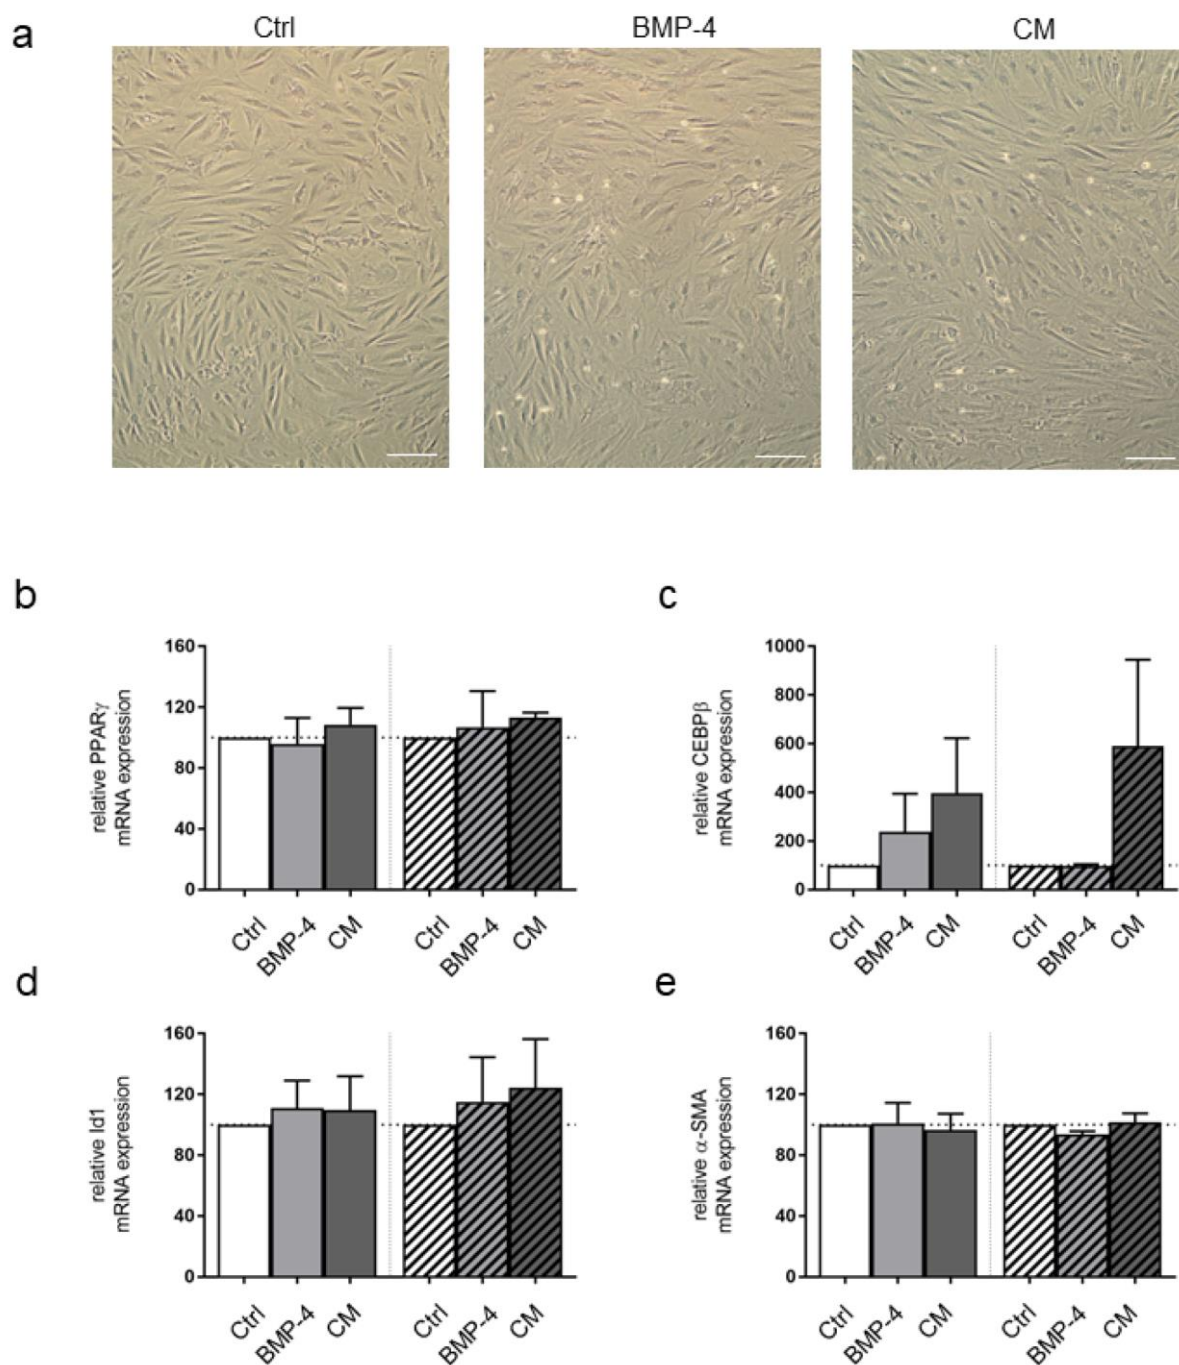 a
Ctrl BMP-4 CM
b
c
160
120
80
40
0
relative PPARγ
mRNA expression
Ctrl BMP-4 CM Ctrl BMP-4 CM
1000
800
600
400
200
0
relative CEBPβ
mRNA expression
Ctrl BMP-4 CM Ctrl BMP-4 CM
d
e
160
120
80
40
0
relative Id1
mRNA expression
Ctrl BMP-4 CM Ctrl BMP-4 CM
160
120
80
40
0
relative α-SMA
mRNA expression
Ctrl BMP-4 CM Ctrl BMP-4 CM